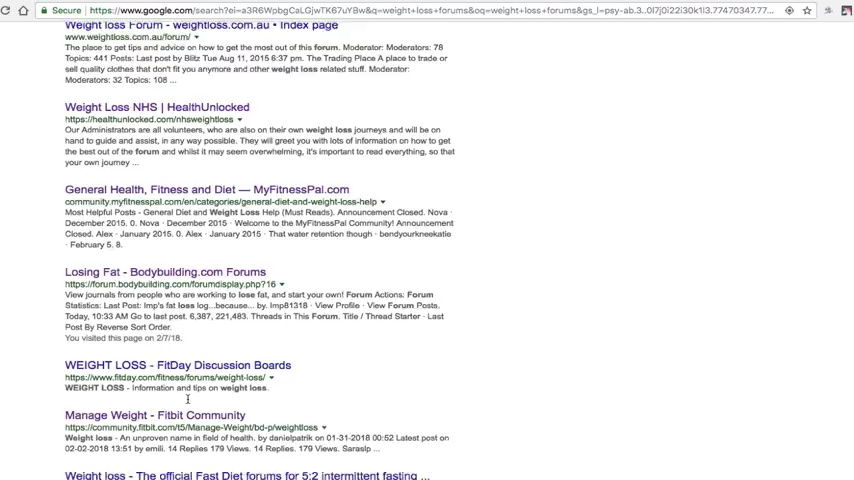 Secure https://www.google.com/search?ei=a3R6WpbgCaLGjwTK67uYBw&q=weight+loss+forums&oq=weight+loss+forums&gs_l=psy-ab.3..0l7j0i22i30k1l3.77470347.77...
Weight loss Forum - weightloss.com.au • Index page
www.weightloss.com.au/forum/
The place to get tips and advice on how to get the most out of this forum. Moderator: Moderators: 78
Topics: 441 Posts: Last post by Blitz Tue Aug 11, 2015 6:37 pm. The Trading Place A place to trade or
sell quality clothes that don't fit you anymore and other weight loss related stuff. Moderator:
Moderators: 32 Topics: 108 ...
Weight Loss NHS | HealthUnlocked
https://healthunlocked.com/nhsweightloss
Our Administrators are all volunteers, who are also on their own weight loss journeys and will be on
hand to guide and assist, in any way possible. They will greet you with lots of information on how to get
the best out of the forum and whilst it may seem overwhelming, it's important to read everything, so that
your own journey ...
General Health, Fitness and Diet — MyFitnessPal.com
community.myfitnesspal.com/en/categories/general-diet-and-weight-loss-help
Most Helpful Posts - General Diet and Weight Loss Help (Must Reads). Announcement Closed. Nova ·
December 2015. 0. Nova · December 2015 · Welcome to the MyFitnessPal Community! Announcement
Closed. Alex · January 2015. 0. Alex · January 2015 · That water retention though · bendyourkneekatie
· February 5. 8.
Losing Fat - Bodybuilding.com Forums
https://forum.bodybuilding.com/forumdisplay.php?16
View journals from people who are working to lose fat, and start your own! Forum Actions: Forum
Statistics: Last Post: Imp's fat loss log...because... by. Imp81318 · View Profile · View Forum Posts.
Today, 10:33 AM Go to last post. 6,387, 221,483. Threads in This Forum. Title / Thread Starter · Last
Post By Reverse Sort Order.
You visited this page on 2/7/18.
WEIGHT LOSS - FitDay Discussion Boards
https://www.fitday.com/fitness/forums/weight-loss/
WEIGHT LOSS - Information and tips on weight loss.
Manage Weight - Fitbit Community
https://community.fitbit.com/t5/Manage-Weight/bd-p/weightloss
Weight loss - An unproven name in field of health. by danielpatrik on 01-31-2018 00:52 Latest post on
02-02-2018 13:51 by emili. 14 Replies 179 Views. 14 Replies. 179 Views. Saraslp ...
Weight loss - The official Fast Diet forums for 5:2 intermittent fasting ...